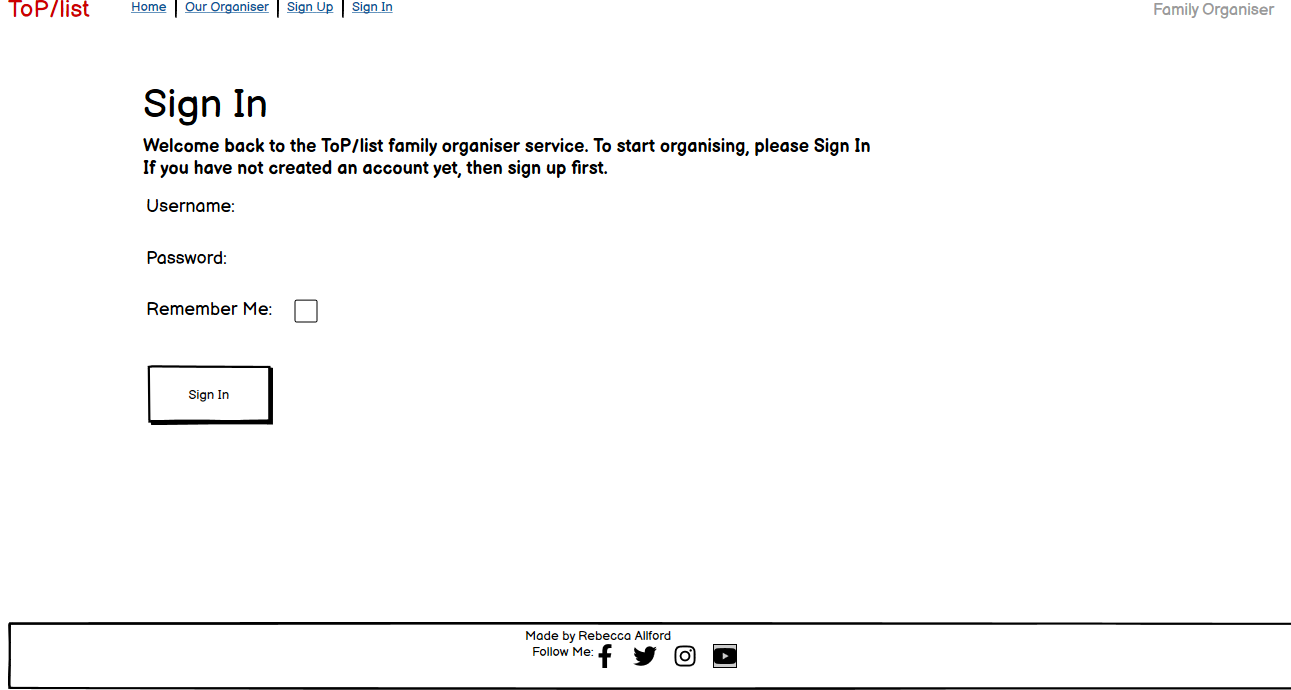 ToP/list Home Our Organiser Sign Up Sign In Family Organiser
Sign In
Welcome back to the ToP/list family organiser service. To start organising, please Sign In
If you have not created an account yet, then sign up first.
Username:
Password:
Remember Me:
Sign In
Made by Rebecca Allford
Follow Me: